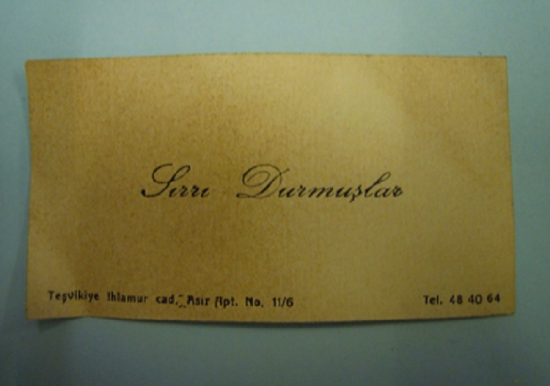 Sırrı Durmuşlar
Teşvikiye Ihlamur cad, Asır Apt. No. 11/6 Tel. 48 40 64